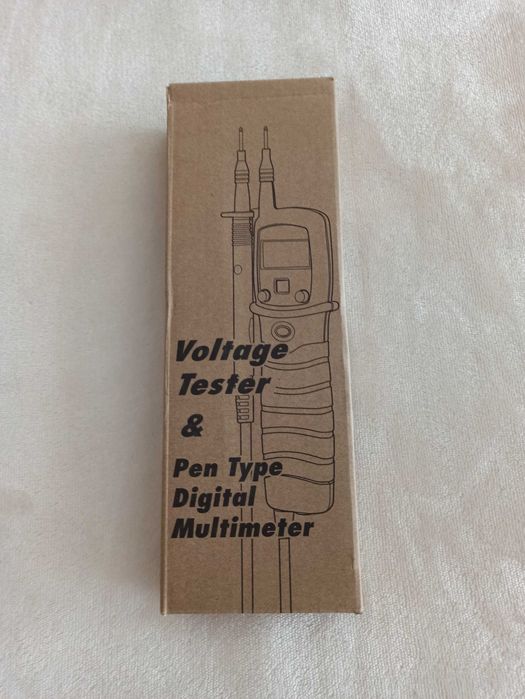 Voltage
Tester
&
Pen Type
Digital
Multimeter